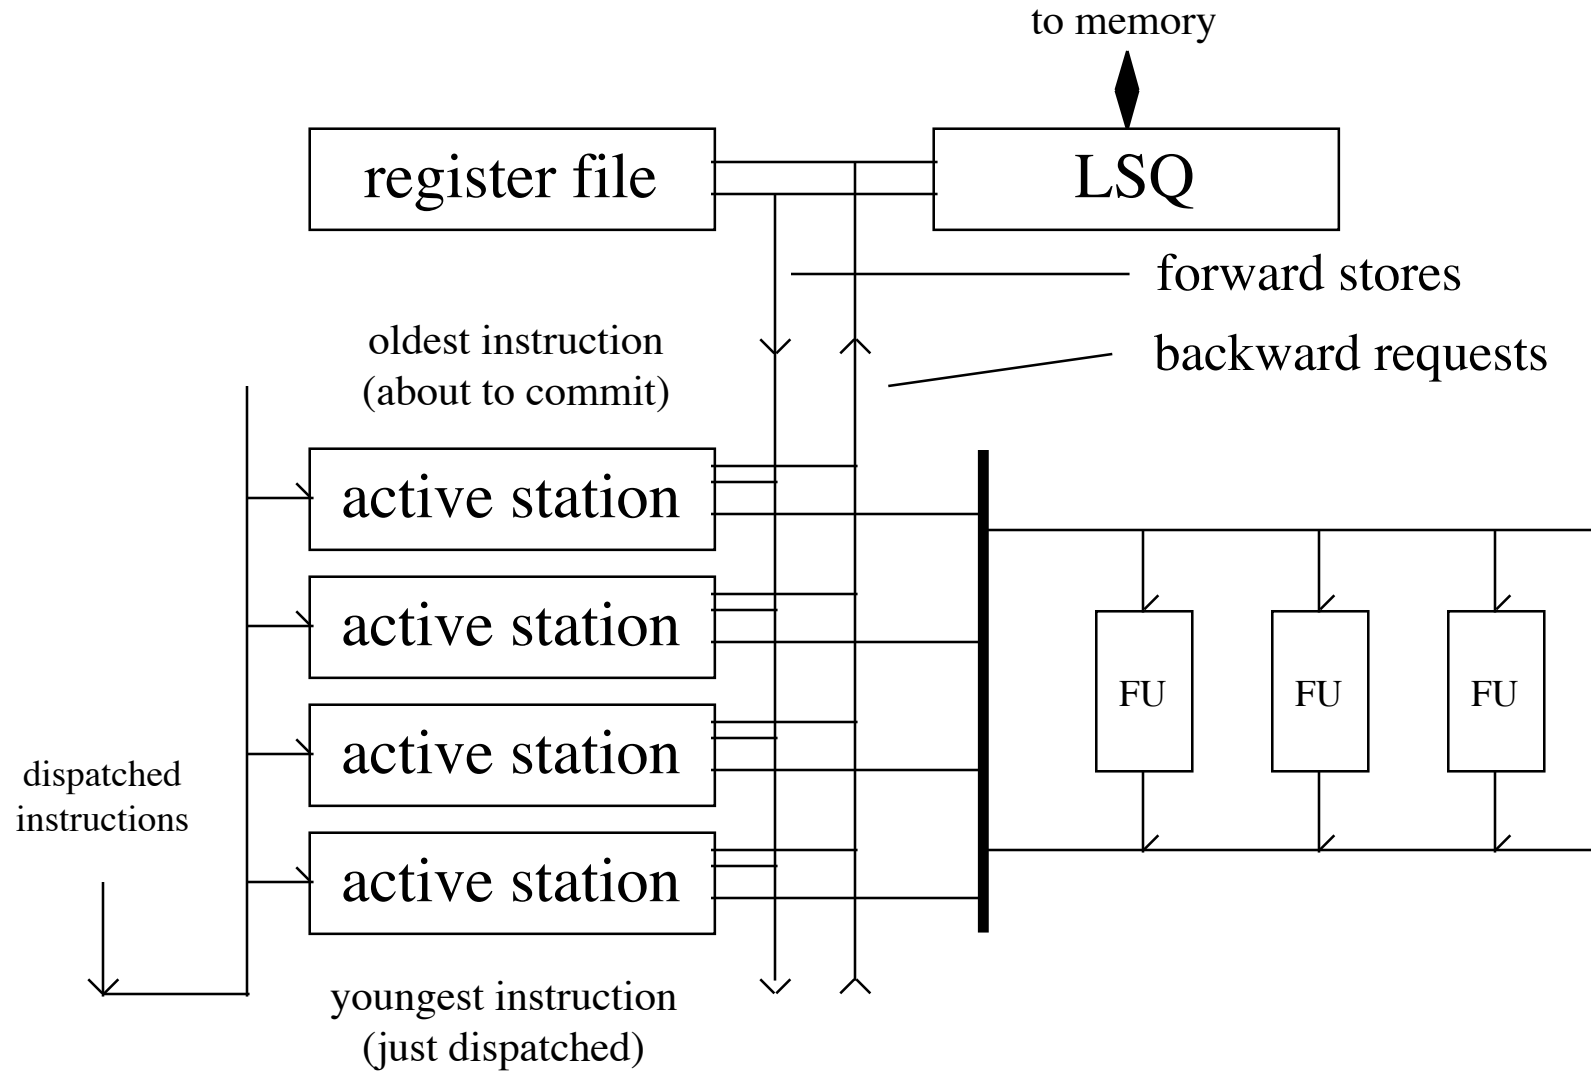 to memory
register file
LSQ
forward stores
oldest instruction
(about to commit)
backward requests
active station
active station
FU
FU
FU
active station
dispatched
instructions
active station
youngest instruction
(just dispatched)